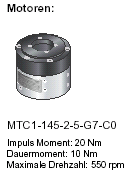 Motoren:
MTC1-145-2-5-G7-C0
Impuls Moment: 20 Nm
Dauermoment: 10 Nm
Maximale Drehzahl: 550 rpm